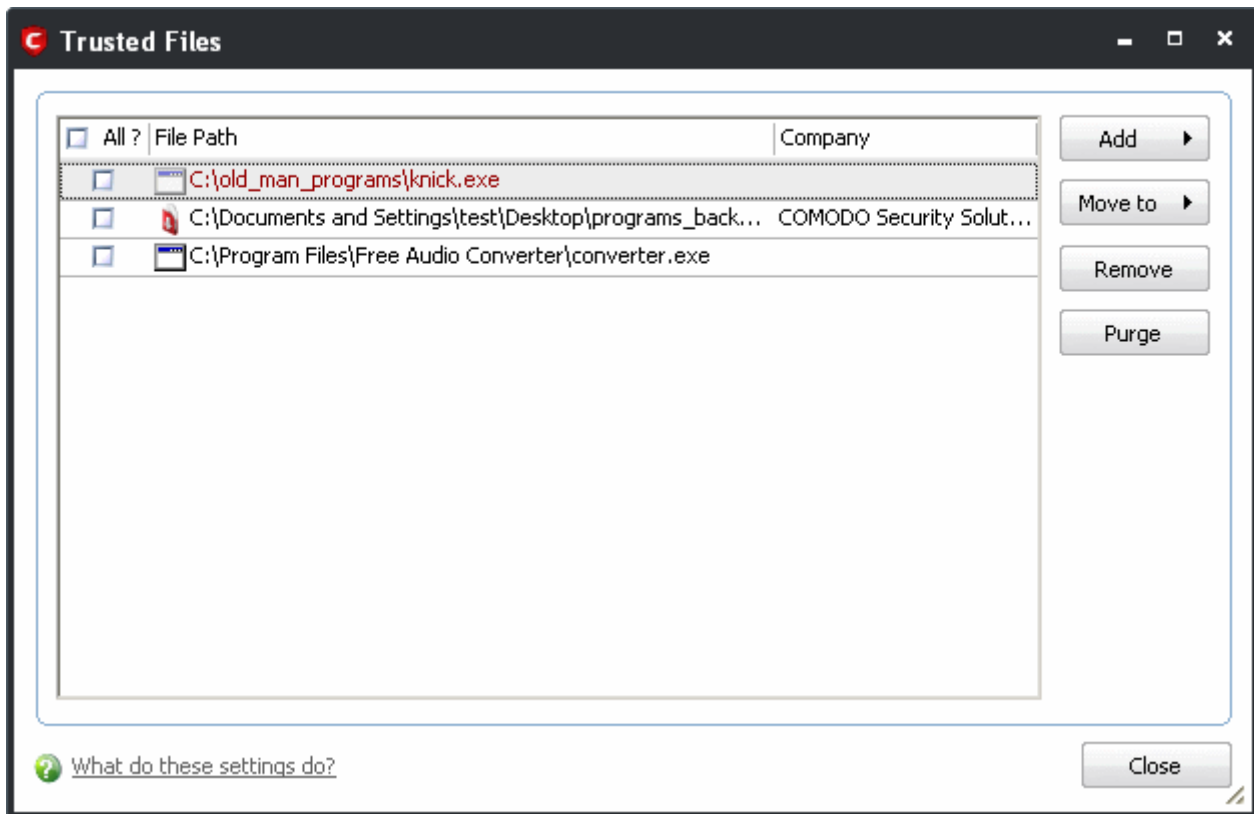 Trusted Files
All ? File Path Company
C:\old_man_programs\knick.exe
C:\Documents and Settings\test\Desktop\programs_back... COMODO Security Solut...
C:\Program Files\Free Audio Converter\converter.exe
Add
Move to
Remove
Purge
What do these settings do?
Close